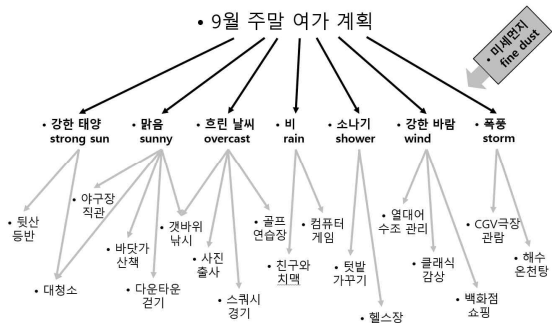 • 9월 주말 여가 계획
• 미세먼지
fine dust
• 강한 태양
strong sun
• 맑음
sunny
• 흐린 날씨
overcast
• 비
rain
• 소나기
shower
• 강한 바람
wind
• 폭풍
storm
• 뒷산
등반
• 야구장
직관
• 갯바위
낚시
• 골프
연습장
• 컴퓨터
게임
• 열대어
수조 관리
• CGV극장
관람
• 바닷가
산책
• 사진
출사
• 친구와
치맥
• 텃밭
가꾸기
• 클래식
감상
• 해수
온천탕
• 대청소
• 다운타운
걷기
• 스쿼시
경기
• 헬스장
• 백화점
쇼핑